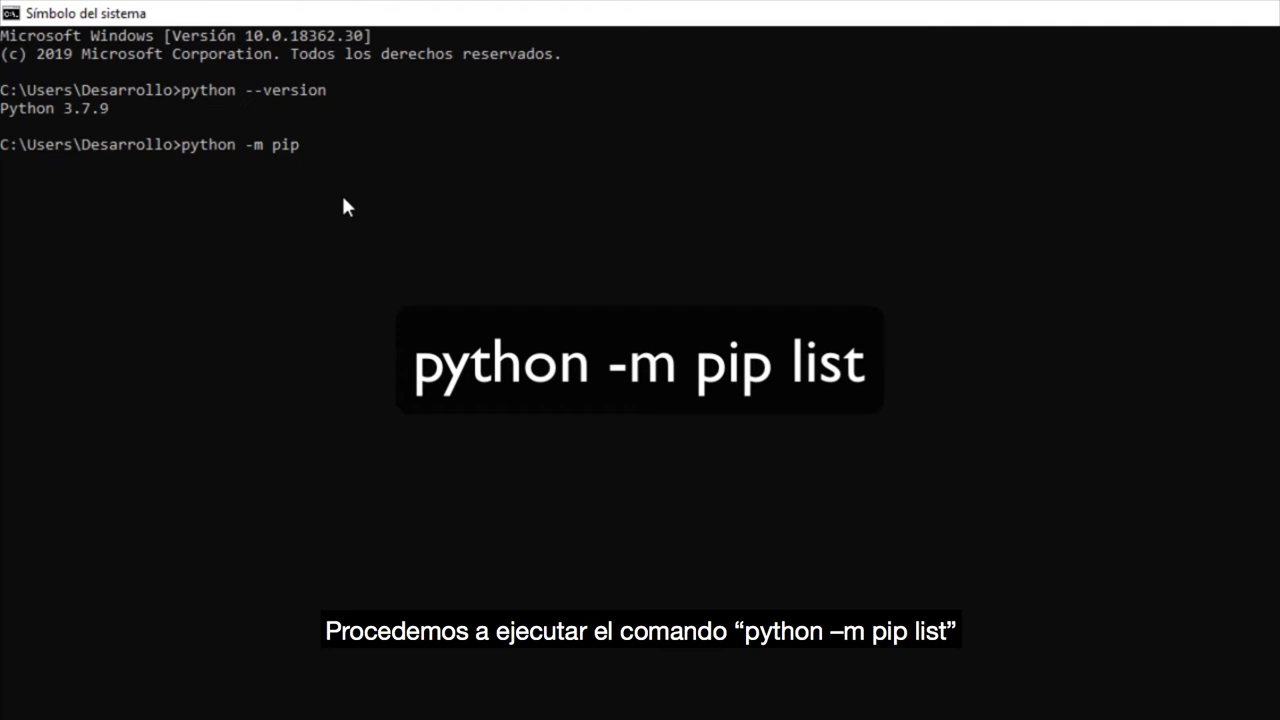 Símbolo del sistema
Microsoft Windows [Versión 10.0.18362.30]
(c) 2019 Microsoft Corporation. Todos los derechos reservados.
C:\Users\Desarrollo>python --version
Python 3.7.9
C:\Users\Desarrollo>python -m pip
python -m pip list
Procedemos a ejecutar el comando “python –m pip list”